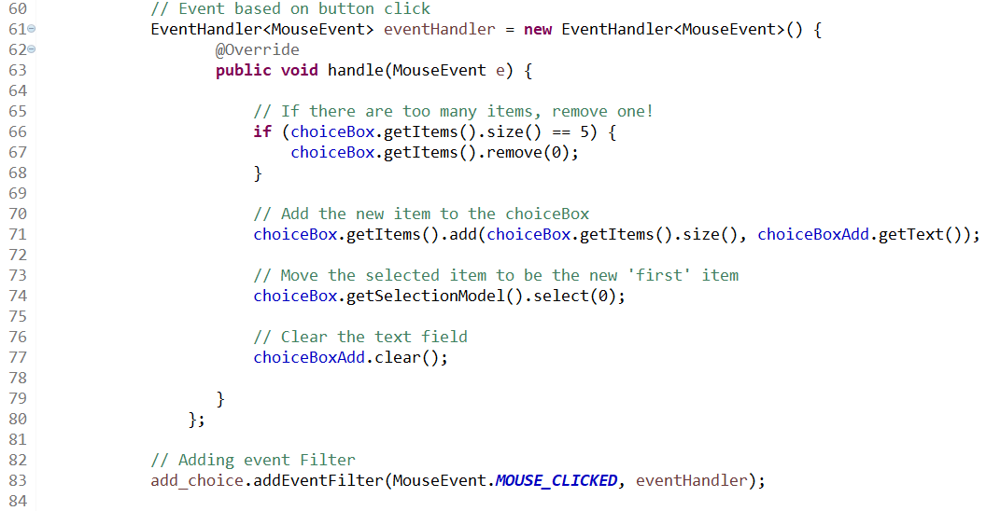 60 // Event based on button click
61 EventHandler<MouseEvent> eventHandler = new EventHandler<MouseEvent>() {
62 @Override
63 public void handle(MouseEvent e) {
64
65 // If there are too many items, remove one!
66 if (choiceBox.getItems().size() == 5) {
67 choiceBox.getItems().remove(0);
68 }
69
70 // Add the new item to the choiceBox
71 choiceBox.getItems().add(choiceBox.getItems().size(), choiceBoxAdd.getText());
72
73 // Move the selected item to be the new 'first' item
74 choiceBox.getSelectionModel().select(0);
75
76 // Clear the text field
77 choiceBoxAdd.clear();
78
79 }
80 };
81
82 // Adding event Filter
83 add_choice.addEventFilter(MouseEvent.MOUSE_CLICKED, eventHandler);
84